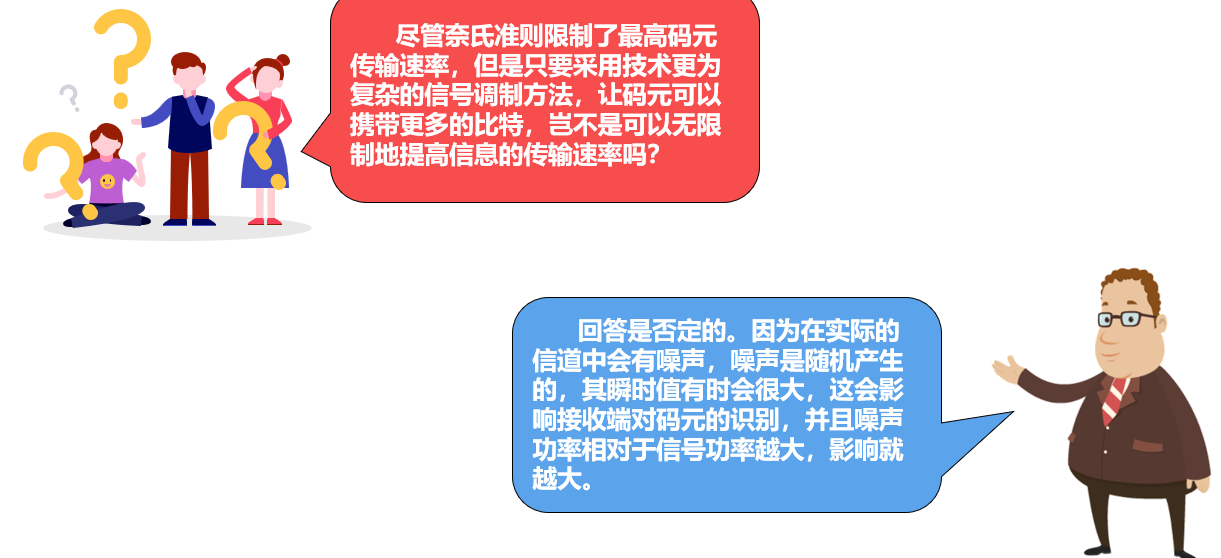 尽管奈氏准则限制了最高码元
传输速率，但是只要采用技术更为
复杂的信号调制方法，让码元可以
携带更多的比特，岂不是可以无限
制地提高信息的传输速率吗？
回答是否定的。因为在实际的
信道中会有噪声，噪声是随机产生
的，其瞬时值有时会很大，这会影
响接收端对码元的识别，并且噪声
功率相对于信号功率越大，影响就
越大。